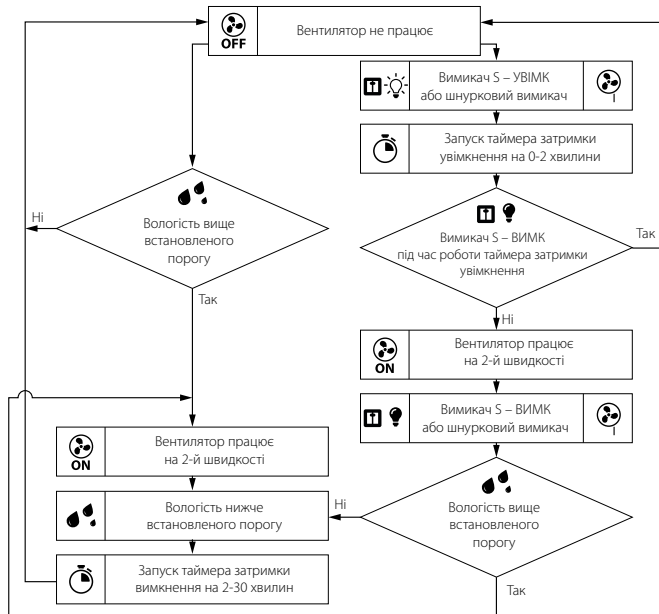 OFF
Вентилятор не працює
Вимикач S – УВІМК
або шнурковий вимикач
Запуск таймера затримки
увімкнення на 0-2 хвилини
Ні
Вологість вище
встановленого
порогу
Так
Вимикач S – ВИМК
під час роботи таймера затримки
увімкнення
Так
Ні
ON
Вентилятор працює
на 2-й швидкості
Вимикач S – ВИМК
або шнурковий вимикач
ON
Вентилятор працює
на 2-й швидкості
Вологість нижче
встановленого порогу
Запуск таймера затримки
вимкнення на 2-30 хвилин
Ні
Вологість вище
встановленого
порогу
Так